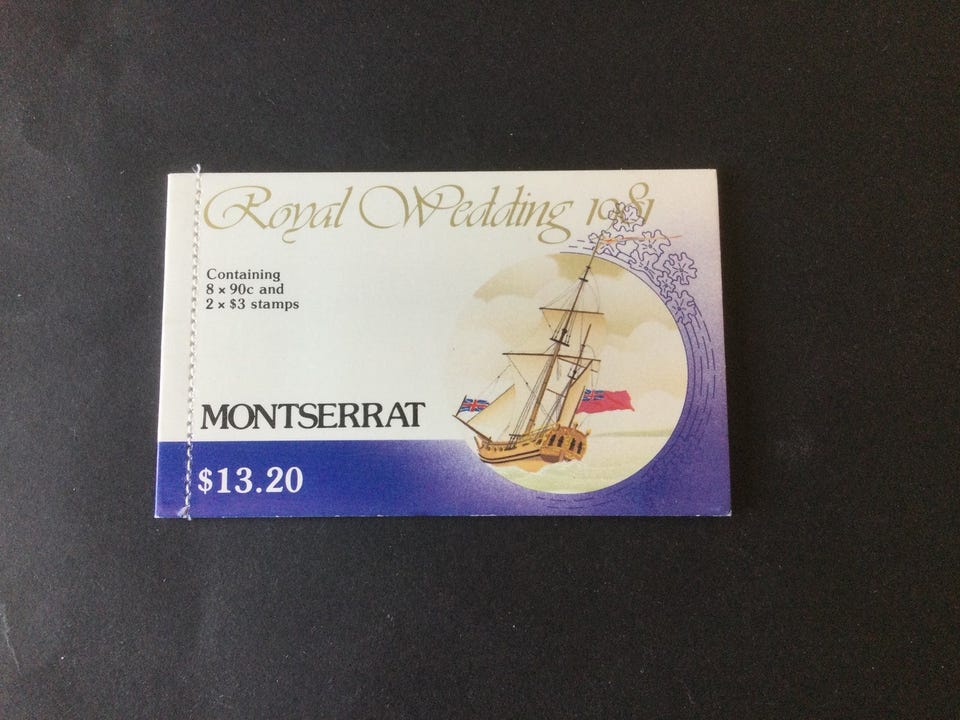 Royal Wedding 1981
Containing
8 × 90c and
2 × $3 stamps
MONTSERRAT
$13.20